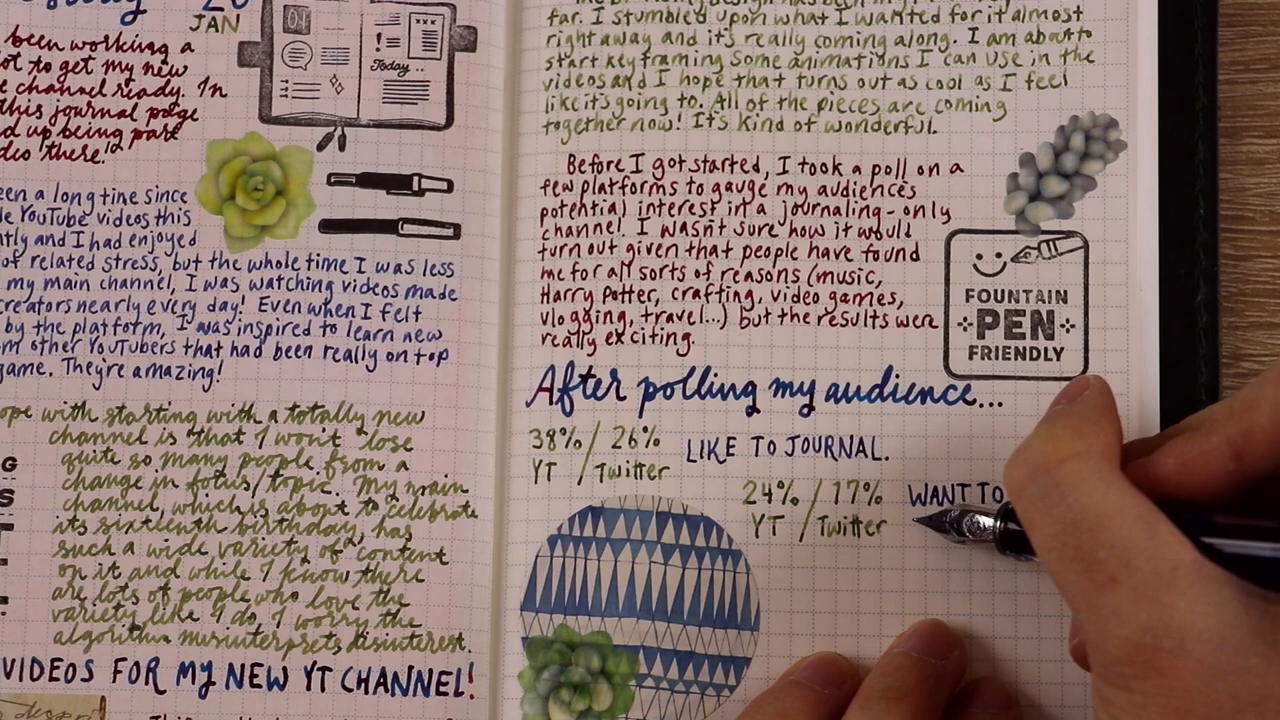 20
JAN
01
Today..
been working a
ot to get my new
channel ready. In
this journal page
d up being part
deo there!
een a long time since
de YouTube videos this
ntly and I had enjoyed
of related stress, but the whole time I was less
my main channel, I was watching videos made
creators nearly every day! Even when I felt
by the platform, I was inspired to learn new
om other YouTubers that had been really on top
game. They're amazing!
ope with starting with a totally new
channel is that I won't lose
quite so many people from a
change in focus/topic. My main
channel, which is about to celebrate
its sixteenth birthday, has
such a wide variety of content
on it and while I know there
are lots of people who love the
variety like I do, I worry the
algorithm misinterprets disinterest.
G
S
T
VIDEOS FOR MY NEW YT CHANNEL!
far. I stumbled upon what I wanted for it almost
right away and it's really coming along. I am about to
start keyframing some animations I can use in the
videos and I hope that turns out as cool as I feel
like it's going to. All of the pieces are coming
together now! It's kind of wonderful.
Before I got started, I took a poll on a
few platforms to gauge my audience's
potential interest in a journaling-only
channel. I wasn't sure how it would
turn out given that people have found
me for all sorts of reasons (music,
Harry Potter, crafting, video games,
vlogging, travel...) but the results were
really exciting.
FOUNTAIN
PEN
FRIENDLY
After polling my audience...
38% / 26% LIKE TO JOURNAL.
YT / Twitter
24% / 17% WANT TO
YT / Twitter